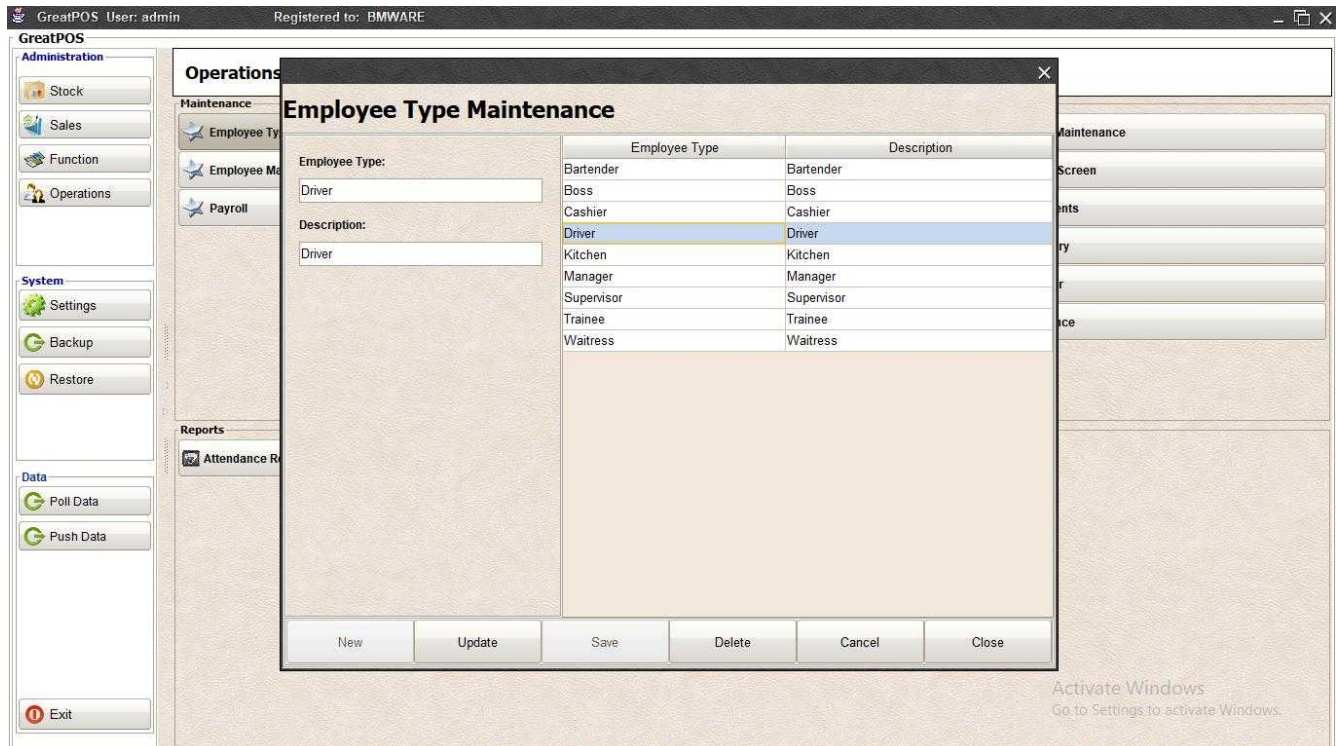 GreatPOS User: admin Registered to: BMWARE
GreatPOS
Administration
Stock
Sales
Function
Operations
System
Settings
Backup
Restore
Data
Poll Data
Push Data
Exit
Operations
Maintenance
Employee Ty
Employee Ma
Payroll
Reports
Attendance Re
Employee Type Maintenance
Employee Type:
Driver
Description:
Driver
Employee Type Description
Bartender Bartender
Boss Boss
Cashier Cashier
Driver Driver
Kitchen Kitchen
Manager Manager
Supervisor Supervisor
Trainee Trainee
Waitress Waitress
New Update Save Delete Cancel Close
Maintenance
Screen
ents
ry
r
nce
Activate Windows
Go to Settings to activate Windows.